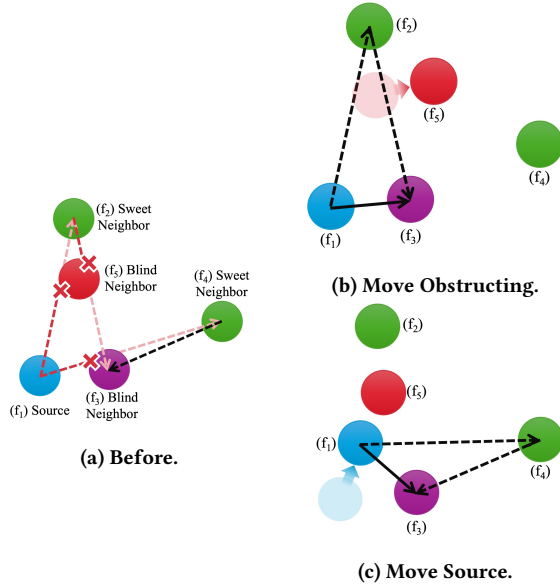 (f₂) Sweet
Neighbor
(f₅) Blind
Neighbor
(f₄) Sweet
Neighbor
(f₁) Source
(f₃) Blind
Neighbor
(a) Before.
(f₂)
(f₅)
(f₄)
(f₁)
(f₃)
(b) Move Obstructing.
(f₂)
(f₅)
(f₁)
(f₄)
(f₃)
(c) Move Source.